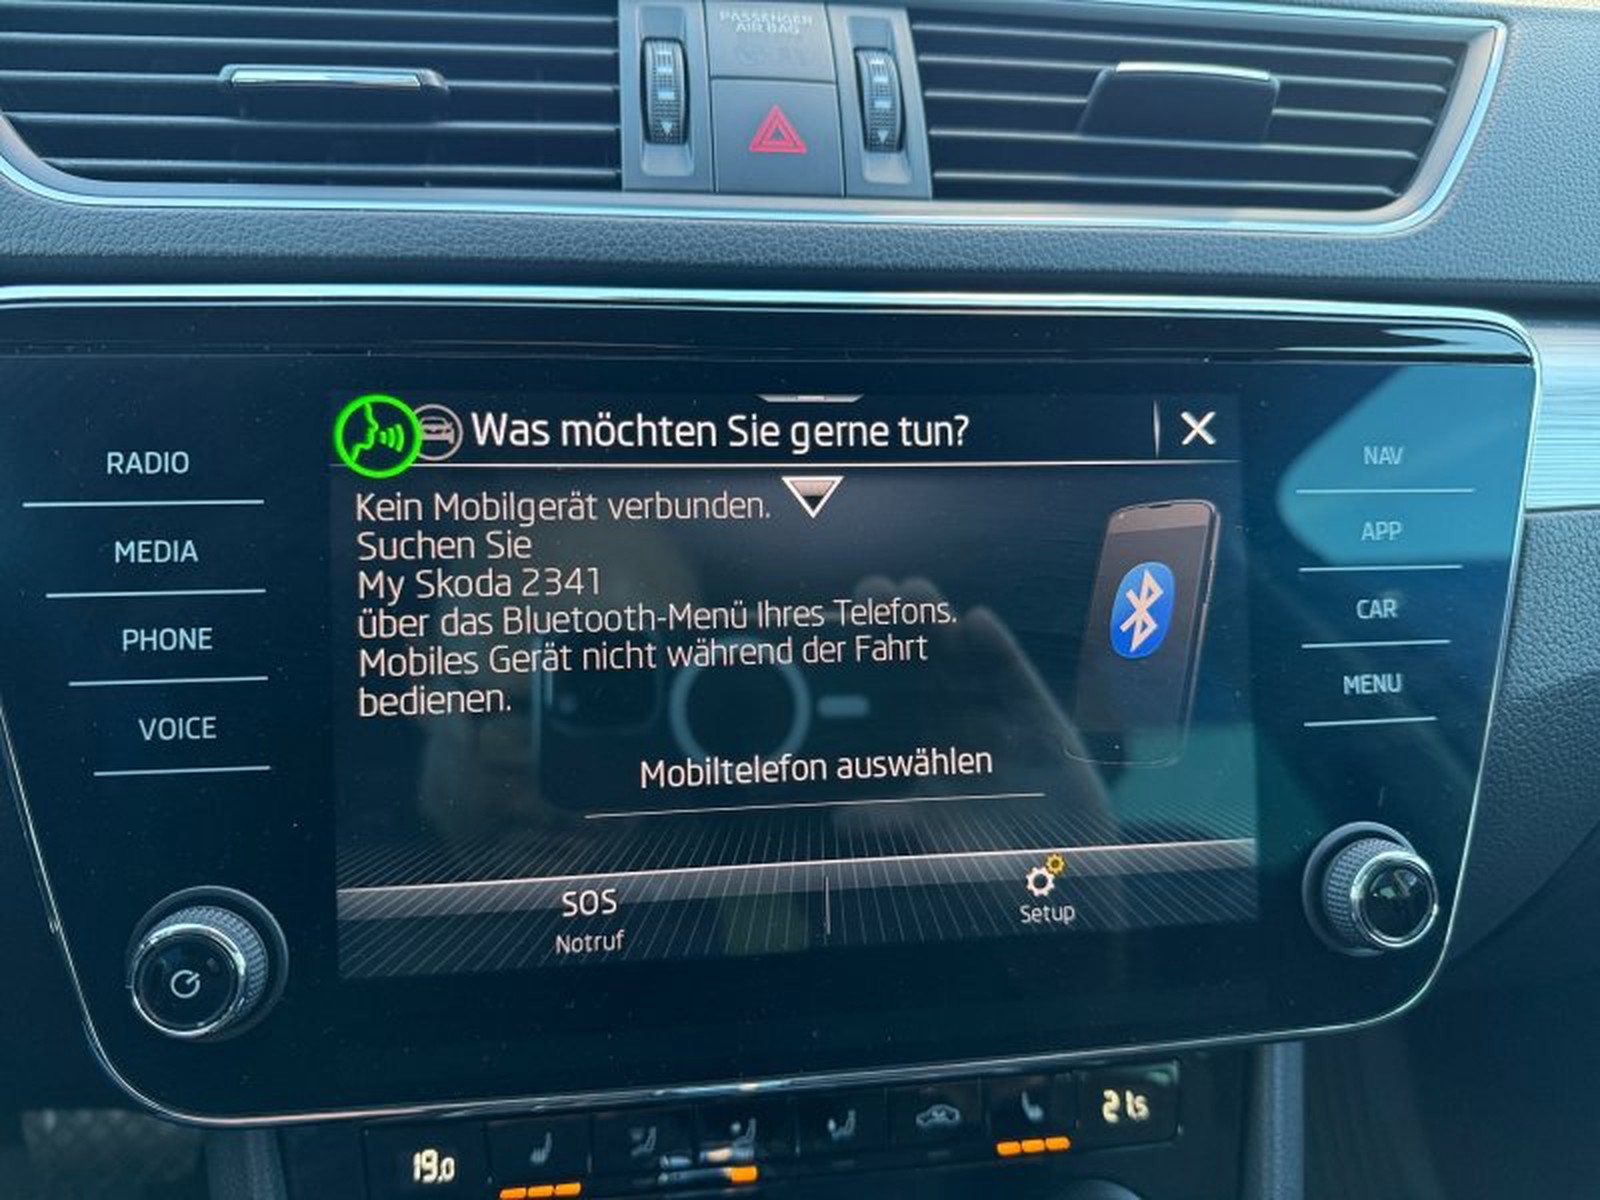 PASSENGER
AIR BAG
Was möchten Sie gerne tun?
RADIO
MEDIA
PHONE
VOICE
Kein Mobilgerät verbunden.
Suchen Sie
My Skoda 2341
über das Bluetooth-Menü Ihres Telefons.
Mobiles Gerät nicht während der Fahrt
bedienen.
Mobiltelefon auswählen
SOS
Notruf
Setup
NAV
APP
CAR
MENU
19.0
21.5